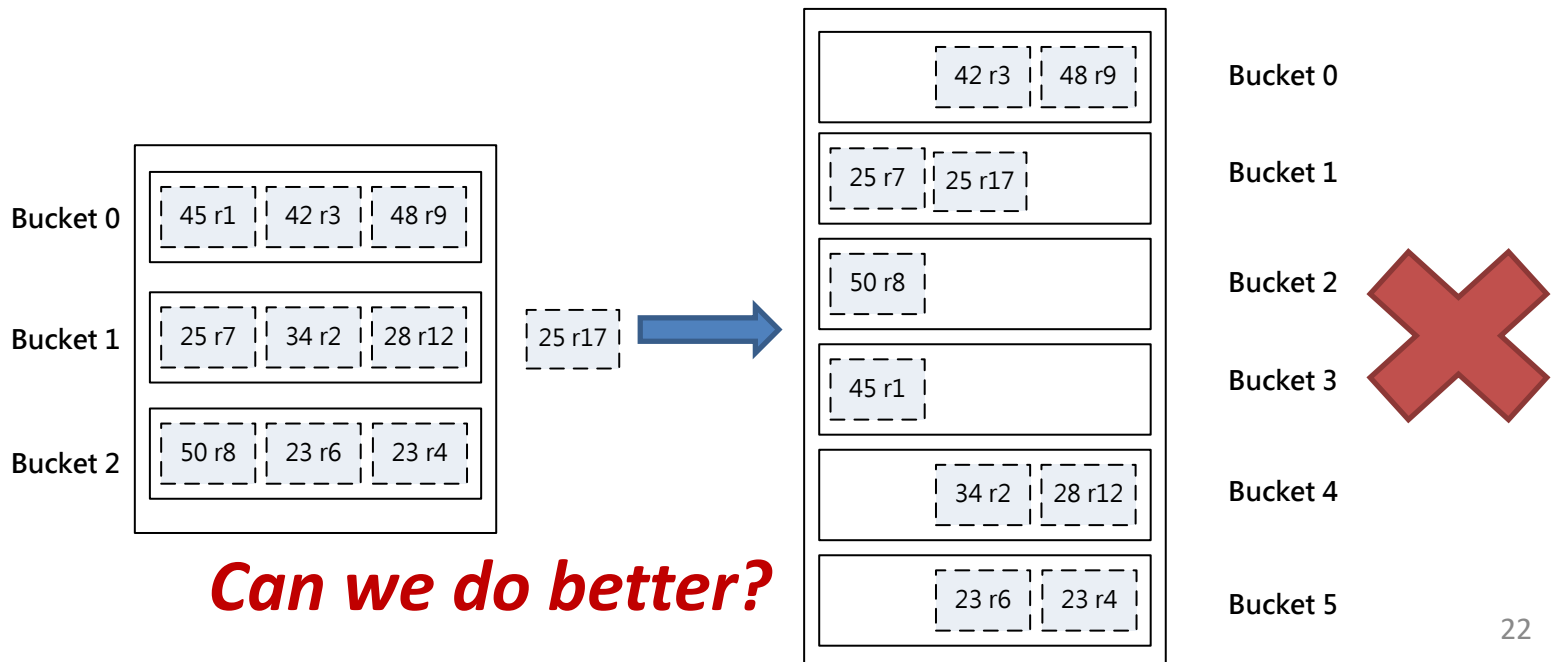 Bucket 0
45 r1
42 r3
48 r9
Bucket 1
25 r7
34 r2
28 r12
Bucket 2
50 r8
23 r6
23 r4
25 r17
42 r3
48 r9
Bucket 0
25 r7
25 r17
Bucket 1
50 r8
Bucket 2
45 r1
Bucket 3
34 r2
28 r12
Bucket 4
23 r6
23 r4
Bucket 5
Can we do better?
22